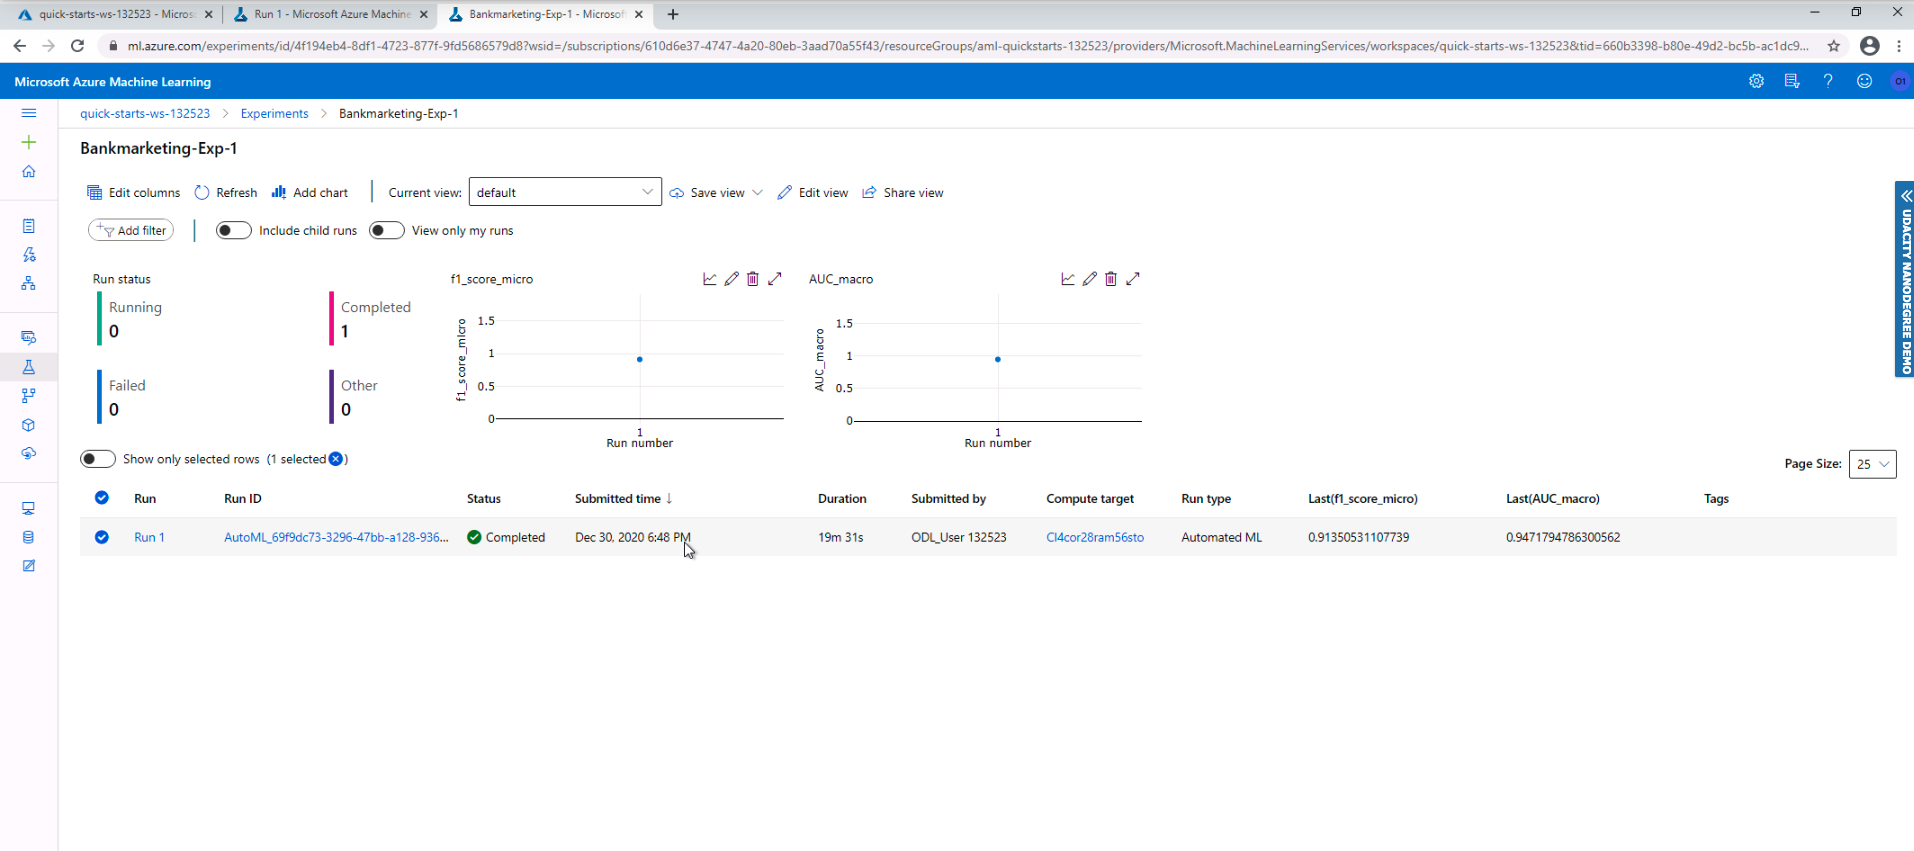 quick-starts-ws-132523 - Micros
Run 1 - Microsoft Azure Machine
Bankmarketing-Exp-1 - Microsoft
ml.azure.com/experiments/id/4f194eb4-8df1-4723-877f-9fd5686579d8?wsid=/subscriptions/610d6e37-4747-4a20-80eb-3aad70a55f43/resourceGroups/aml-quickstarts-132523/providers/Microsoft.MachineLearningServices/workspaces/quick-starts-ws-132523&tid=660b3398-b80e-49d2-bc5b-ac1dc9...
Microsoft Azure Machine Learning
01
quick-starts-ws-132523 > Experiments > Bankmarketing-Exp-1
Bankmarketing-Exp-1
Edit columns Refresh Add chart Current view: default Save view Edit view Share view
Add filter Include child runs View only my runs
UDACITY NANODEGREE DEMO
Run status
Running
0
Completed
1
Failed
0
Other
0
f1_score_micro
f1_score_micro
1.5
1
0.5
0
1
Run number
AUC_macro
AUC_macro
1.5
1
0.5
0
1
Run number
Show only selected rows (1 selected )
Page Size: 25
Run Run ID Status Submitted time ↓ Duration Submitted by Compute target Run type Last(f1_score_micro) Last(AUC_macro) Tags
Run 1 AutoML_69f9dc73-3296-47bb-a128-936... Completed Dec 30, 2020 6:48 PM 19m 31s ODL_User 132523 Cl4cor28ram56sto Automated ML 0.91350531107739 0.9471794786300562